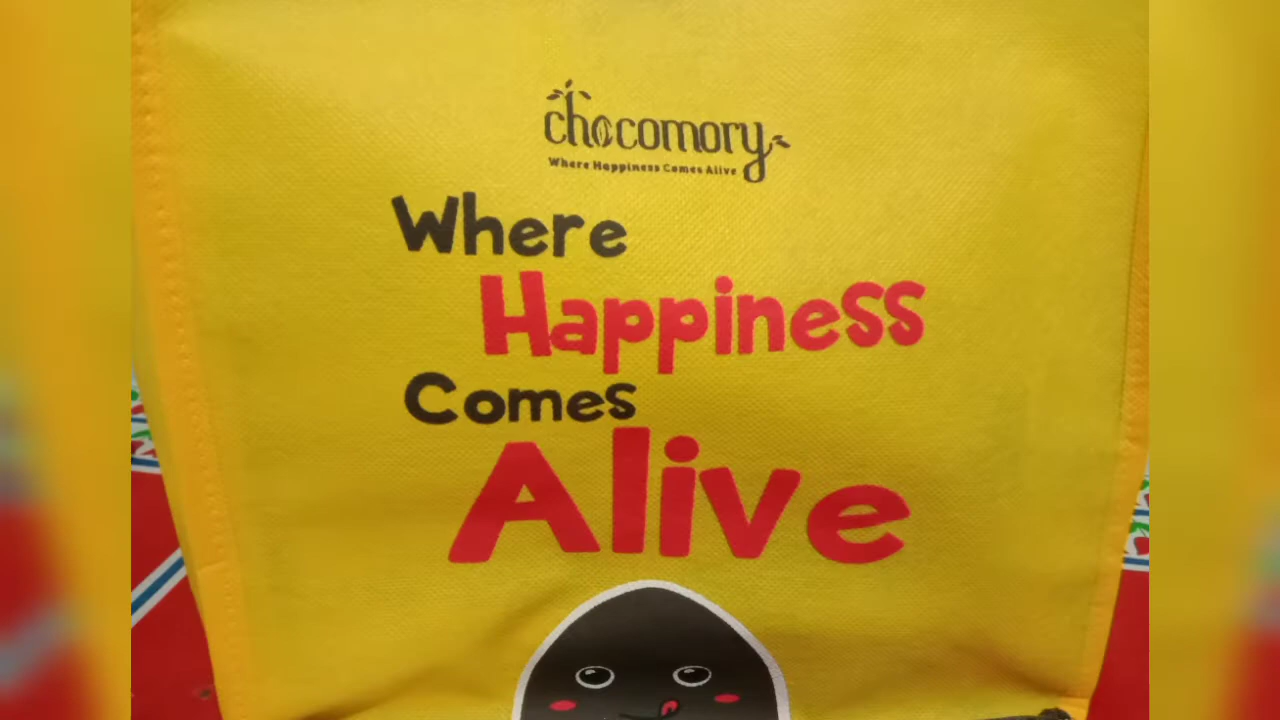 chocomory
Where Happiness Comes Alive
Where
Happiness
Comes
Alive